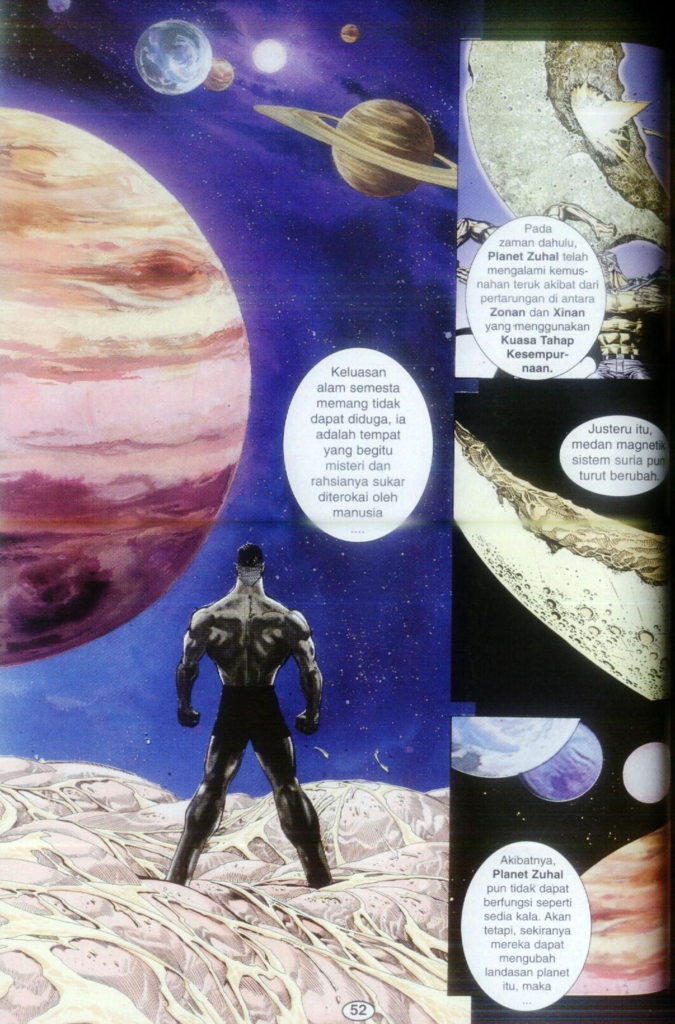 Keluasan
alam semesta
memang tidak
dapat diduga, ia
adalah tempat
yang begitu
misteri dan
rahsianya sukar
diterokai oleh
manusia
....
Pada
zaman dahulu,
Planet Zuhal telah
mengalami kemus-
nahan teruk akibat dari
pertarungan di antara
Zonan dan Xinan
yang menggunakan
Kuasa Tahap
Kesempur-
naan.
Justeru itu,
medan magnetik
sistem suria pun
turut berubah.
Akibatnya,
Planet Zuhal
pun tidak dapat
berfungsi seperti
sedia kala. Akan
tetapi, sekiranya
mereka dapat
mengubah
landasan planet
itu, maka
...
52